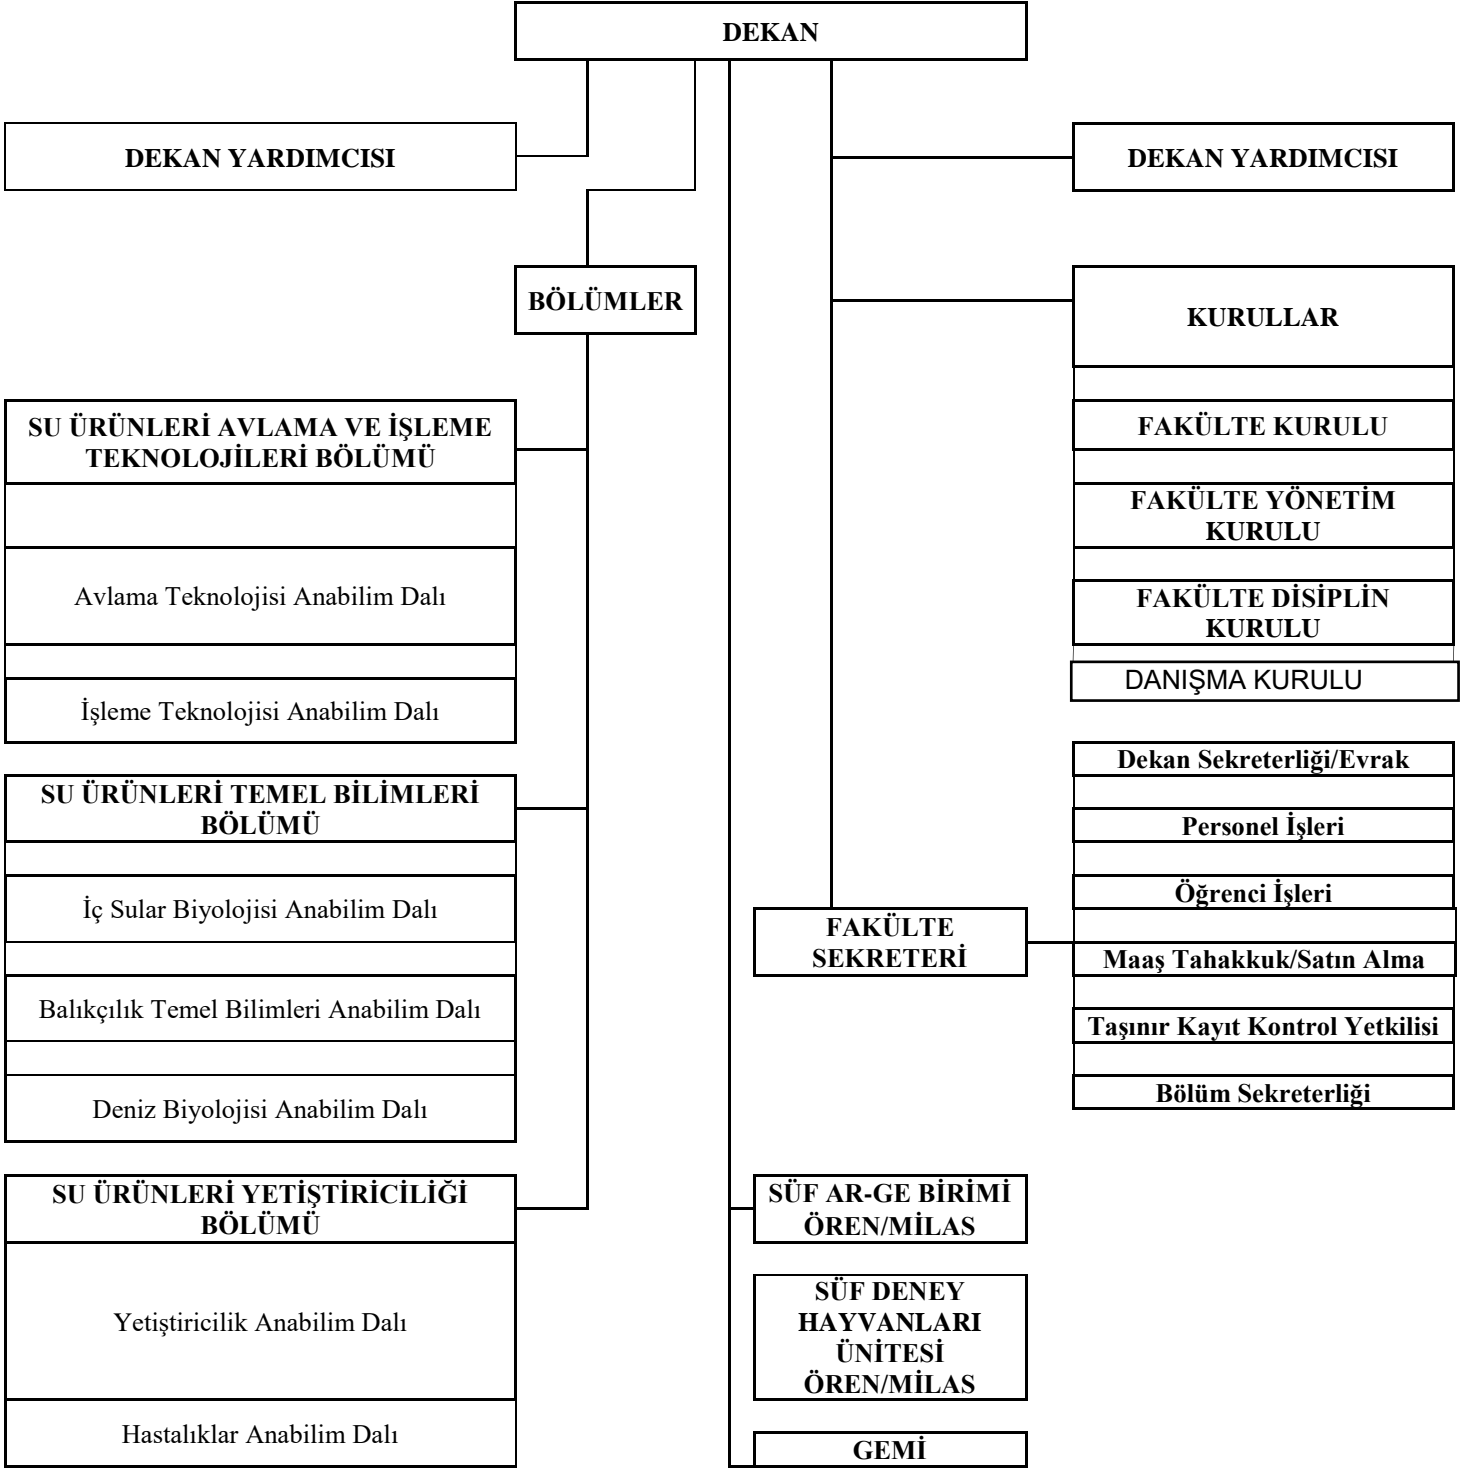 DEKAN
DEKAN YARDIMCISI
DEKAN YARDIMCISI
BÖLÜMLER
KURULLAR
SU ÜRÜNLERİ AVLAMA VE İŞLEME
TEKNOLOJİLERİ BÖLÜMÜ
Avlama Teknolojisi Anabilim Dalı
İşleme Teknolojisi Anabilim Dalı
SU ÜRÜNLERİ TEMEL BİLİMLERİ
BÖLÜMÜ
İç Sular Biyolojisi Anabilim Dalı
Balıkçılık Temel Bilimleri Anabilim Dalı
Deniz Biyolojisi Anabilim Dalı
SU ÜRÜNLERİ YETİŞTİRİCİLİĞİ
BÖLÜMÜ
Yetiştiricilik Anabilim Dalı
Hastalıklar Anabilim Dalı
FAKÜLTE KURULU
FAKÜLTE YÖNETİM
KURULU
FAKÜLTE DİSİPLİN
KURULU
DANIŞMA KURULU
FAKÜLTE
SEKRETERİ
Dekan Sekreterliği/Evrak
Personel İşleri
Öğrenci İşleri
Maaş Tahakkuk/Satın Alma
Taşınır Kayıt Kontrol Yetkilisi
Bölüm Sekreterliği
SÜF AR-GE BİRİMİ
ÖREN/MİLAS
SÜF DENEY
HAYVANLARI
ÜNİTESİ
ÖREN/MİLAS
GEMİ